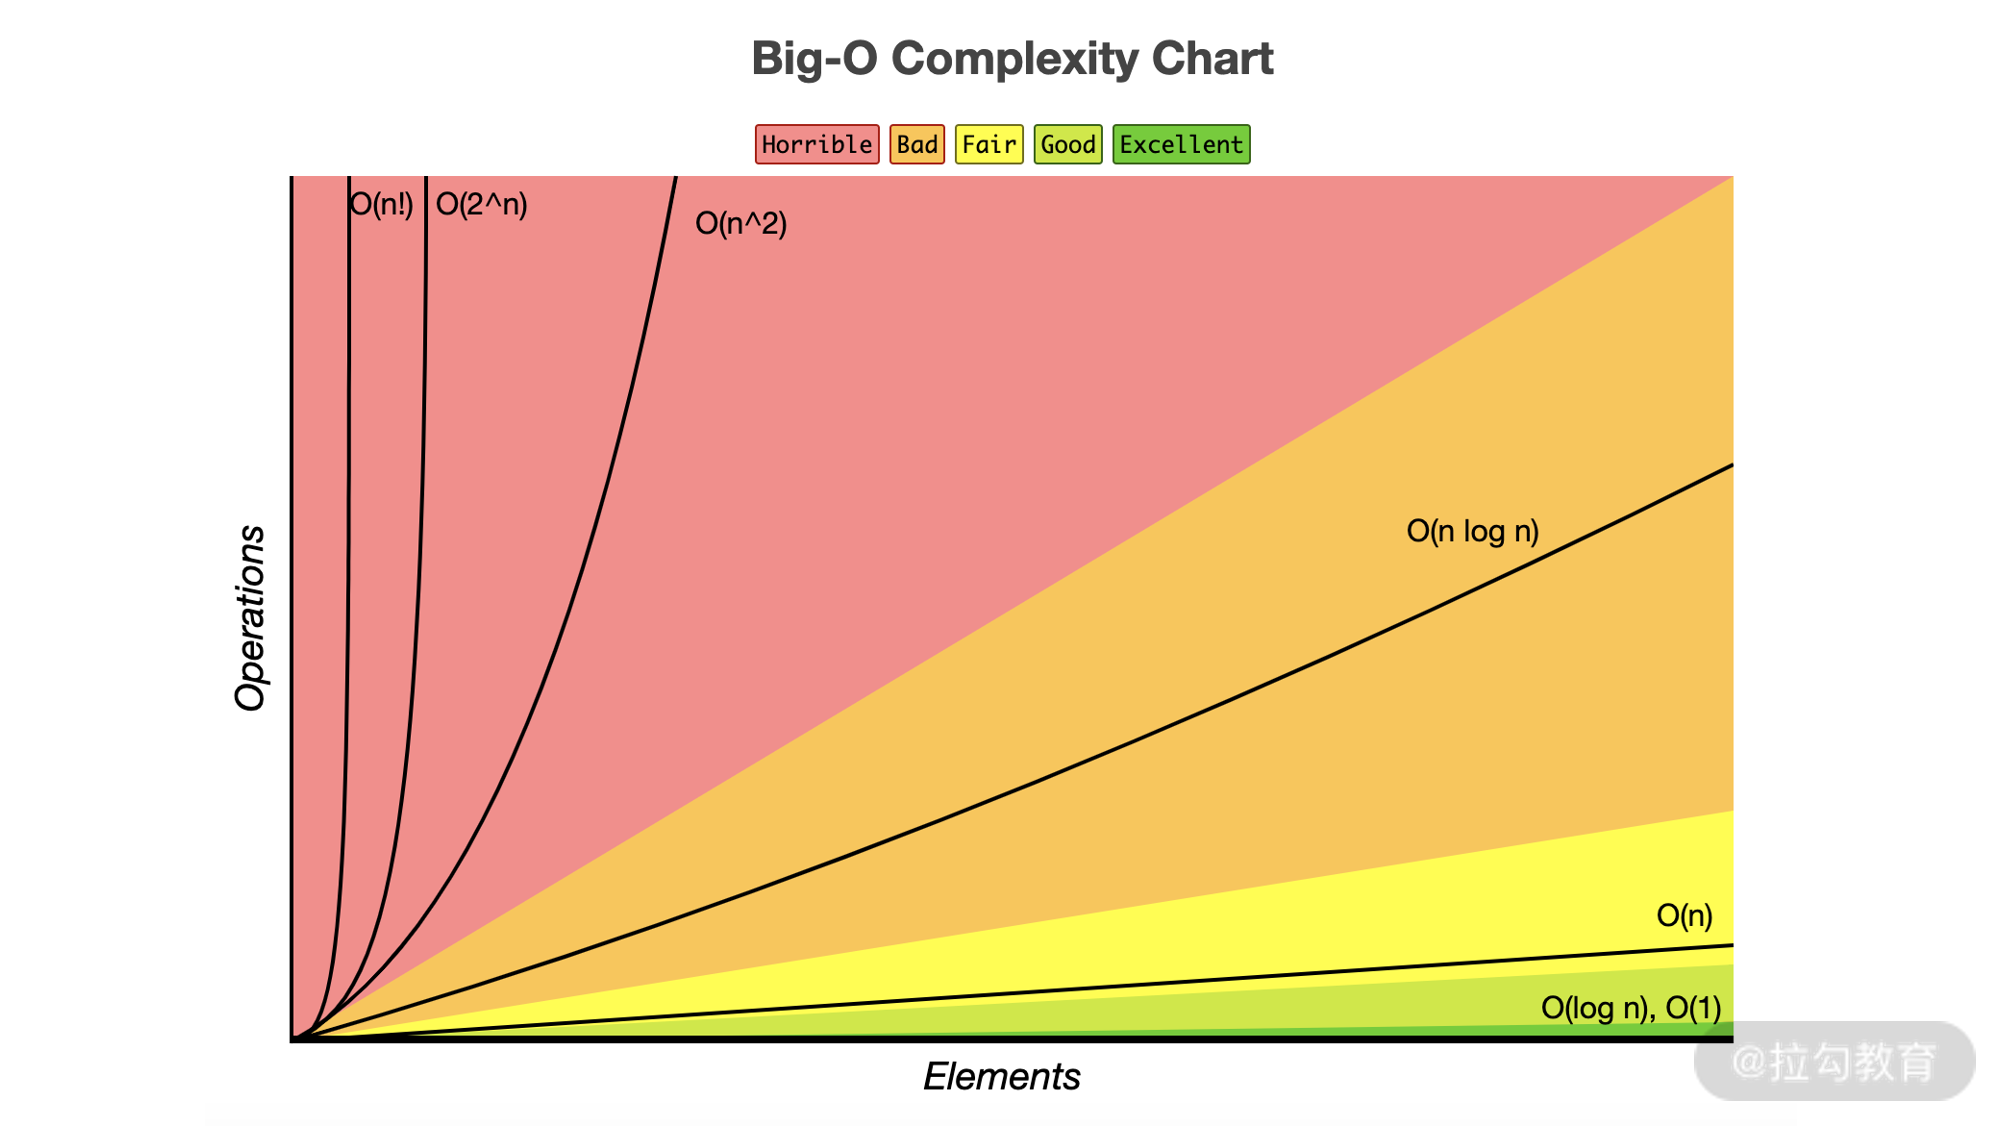 Big-O Complexity Chart
Horrible Bad Fair Good Excellent
O(n!) O(2^n)
O(n^2)
O(n log n)
Operations
O(n)
O(log n), O(1)
Elements
@拉勾教育